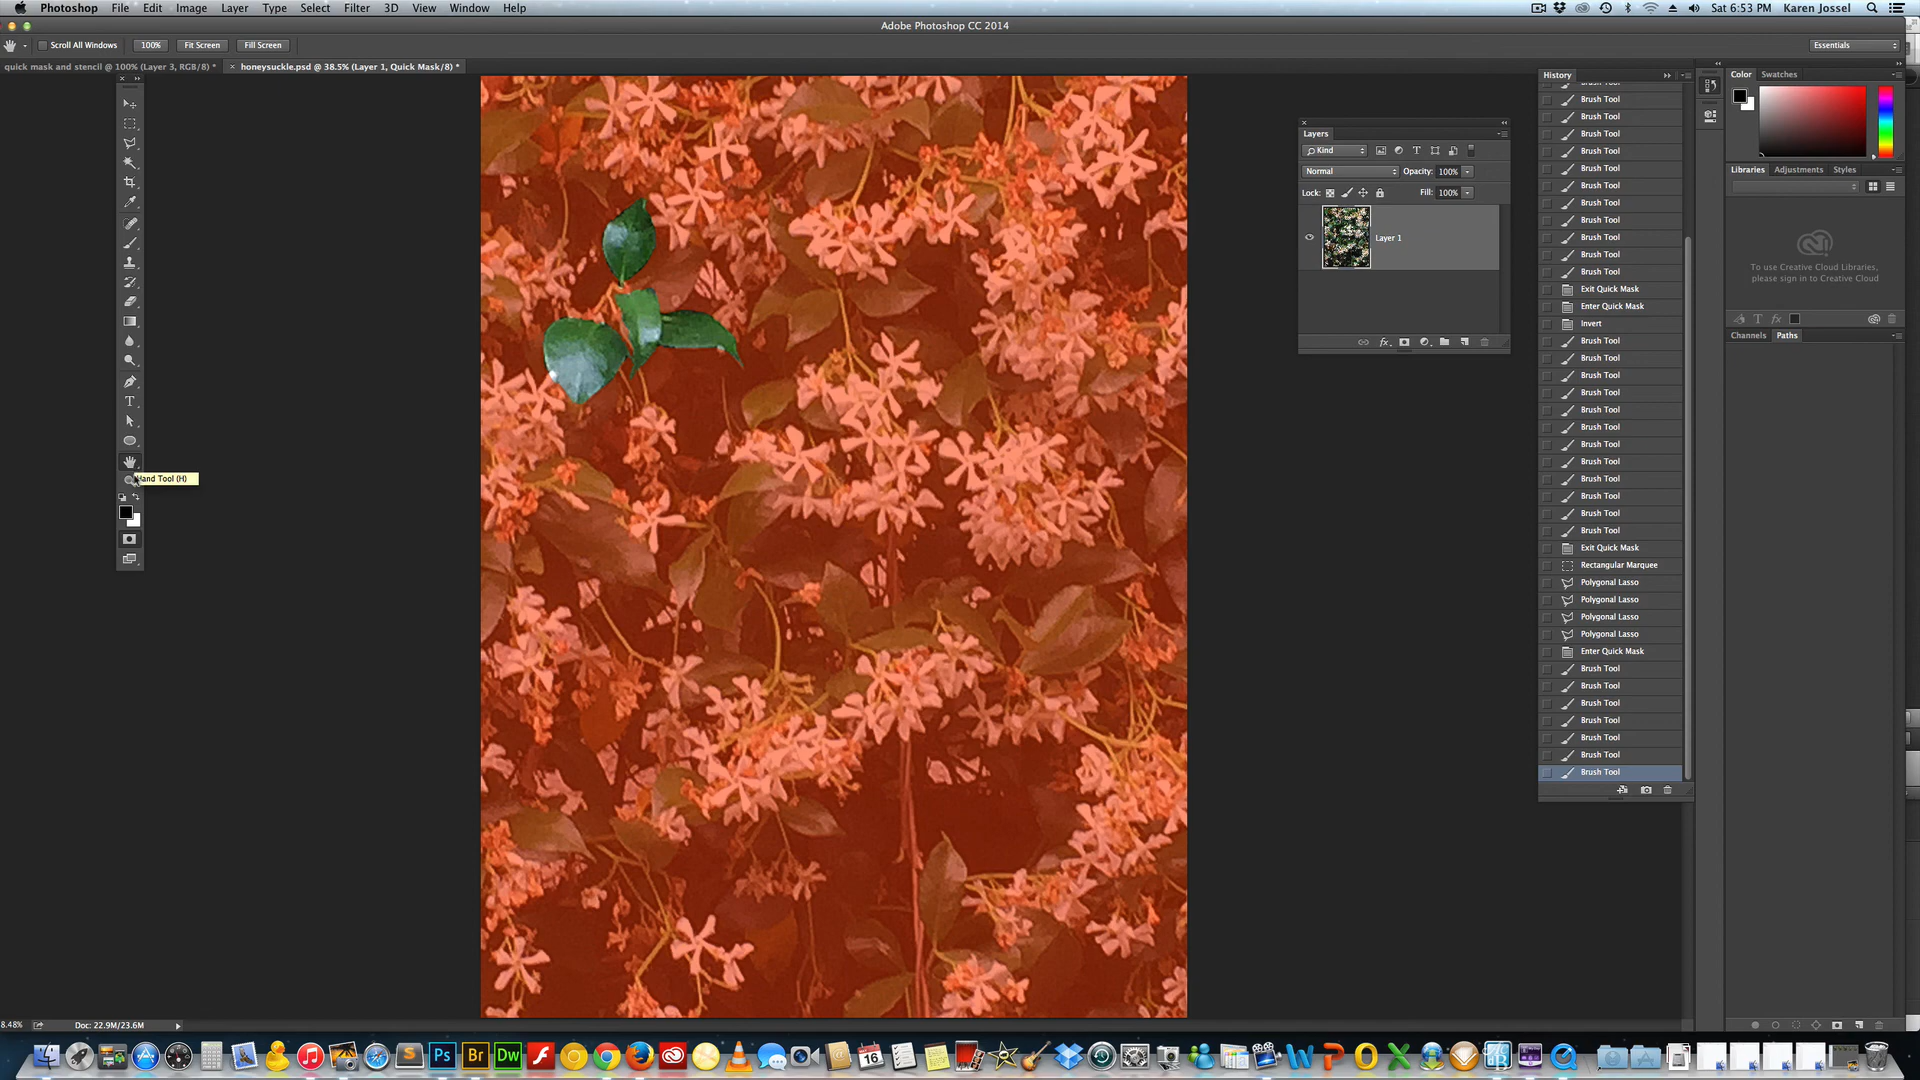 Photoshop File Edit Image Layer Type Select Filter 3D View Window Help Sat 6:53 PM Karen Jossel
Adobe Photoshop CC 2014
Scroll All Windows 100% Fit Screen Fill Screen Essentials
quick mask and stencil @ 100% (Layer 3, RGB/8) * × honeysuckle.psd @ 38.5% (Layer 1, Quick Mask/8) *
Hand Tool (H)
Layers
Kind
Normal Opacity: 100%
Lock: Fill: 100%
Layer 1
History
Brush Tool
Brush Tool
Brush Tool
Brush Tool
Brush Tool
Brush Tool
Brush Tool
Brush Tool
Brush Tool
Brush Tool
Brush Tool
Brush Tool
Exit Quick Mask
Enter Quick Mask
Invert
Brush Tool
Brush Tool
Brush Tool
Brush Tool
Brush Tool
Brush Tool
Brush Tool
Brush Tool
Brush Tool
Brush Tool
Brush Tool
Brush Tool
Exit Quick Mask
Rectangular Marquee
Polygonal Lasso
Polygonal Lasso
Polygonal Lasso
Polygonal Lasso
Enter Quick Mask
Brush Tool
Brush Tool
Brush Tool
Brush Tool
Brush Tool
Brush Tool
Brush Tool
Color Swatches
Libraries Adjustments Styles
To use Creative Cloud Libraries,
please sign in to Creative Cloud
Channels Paths
8.48% Doc: 22.9M/23.6M
Ps Br Dw
16